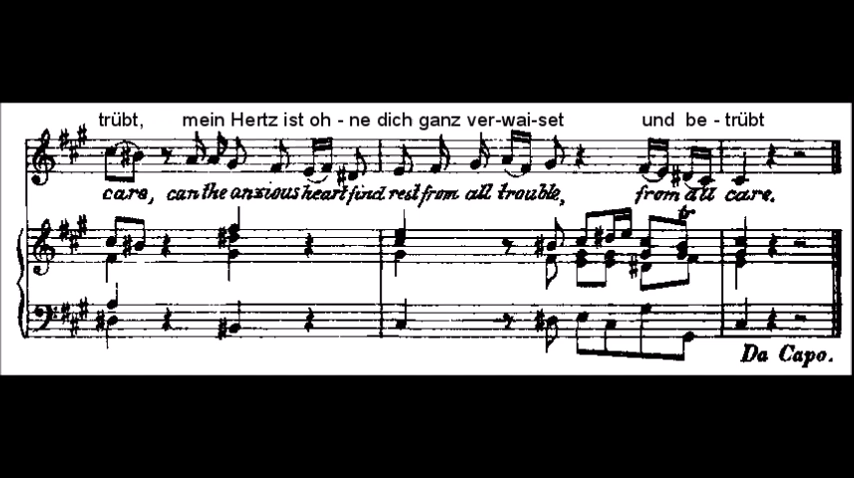 trübt, mein Hertz ist oh - ne dich ganz ver-wai-set und be - trübt
care, can the anxious heart find rest from all trouble, from all care.
tr
Da Capo.